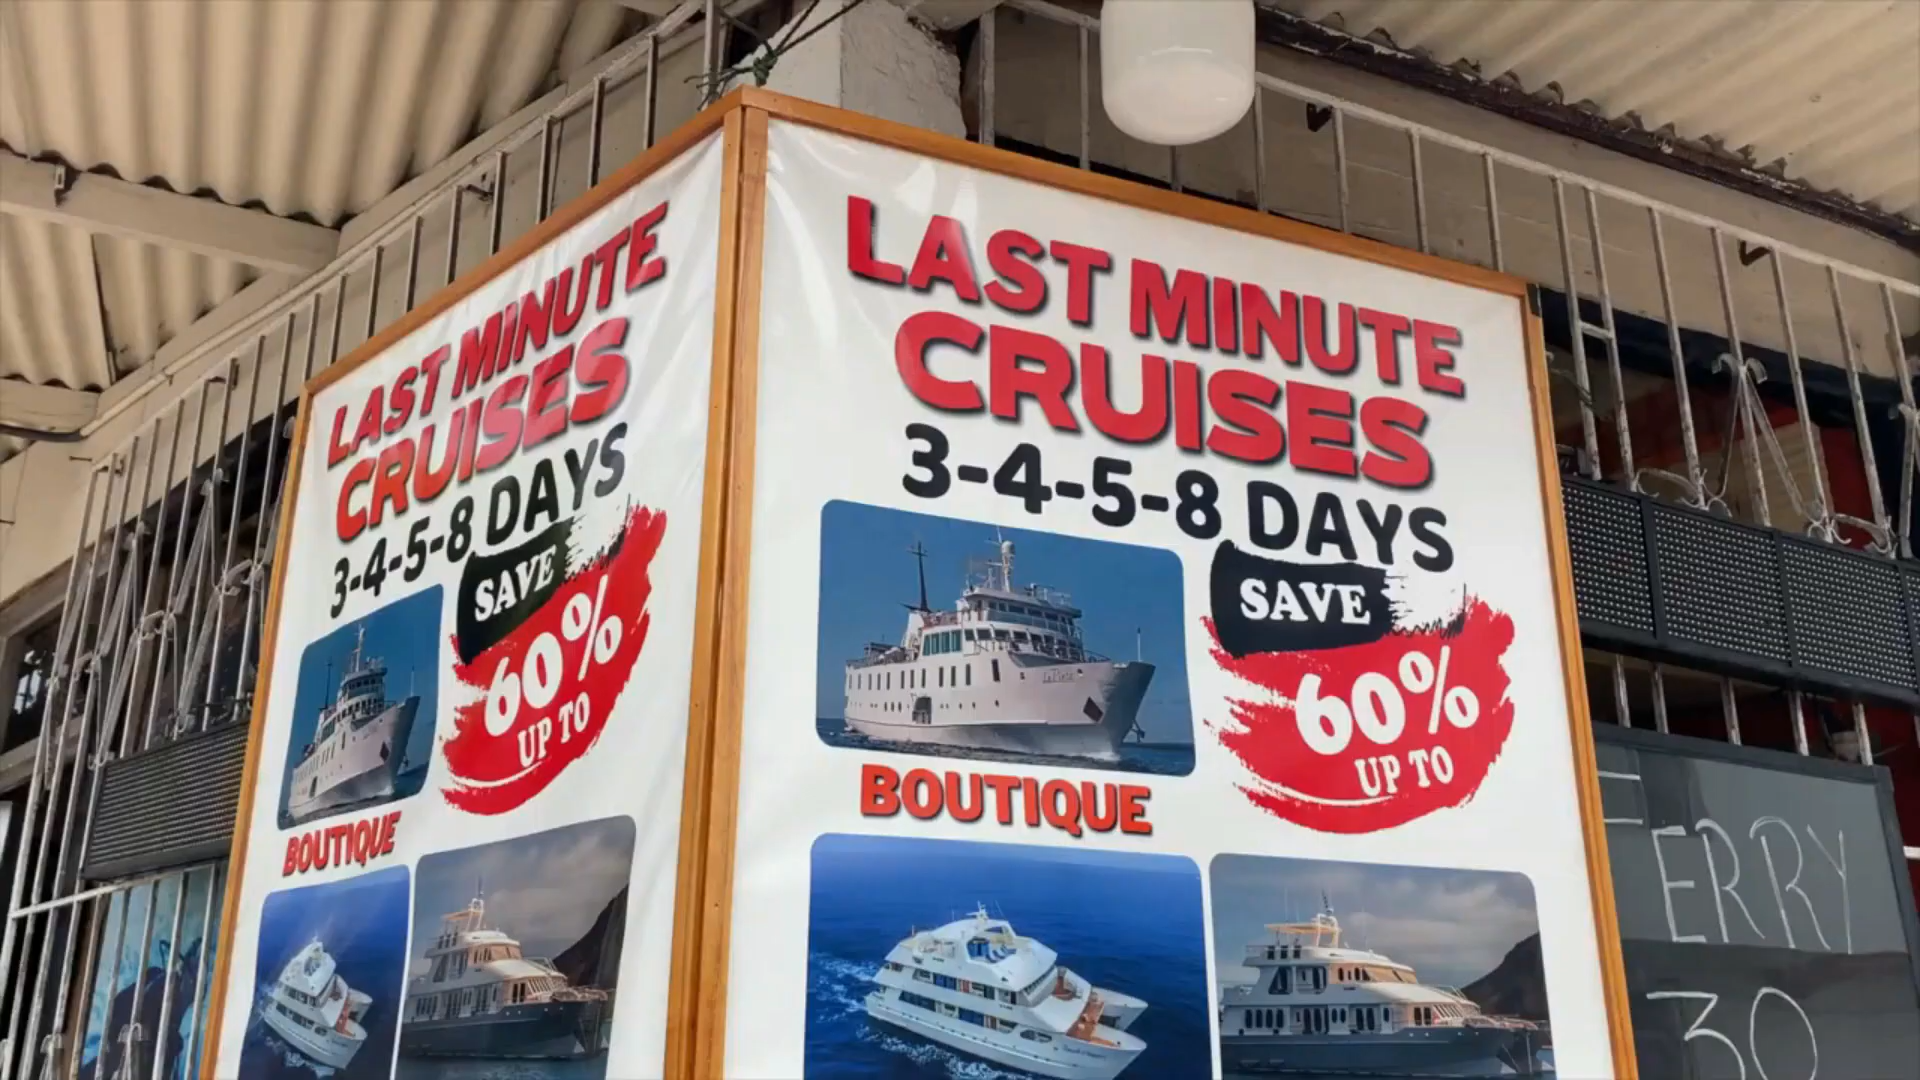 LAST MINUTE
CRUISES
3-4-5-8 DAYS
SAVE
60%
UP TO
BOUTIQUE
LAST MINUTE
CRUISES
3-4-5-8 DAYS
SAVE
60%
UP TO
BOUTIQUE
FERRY
30